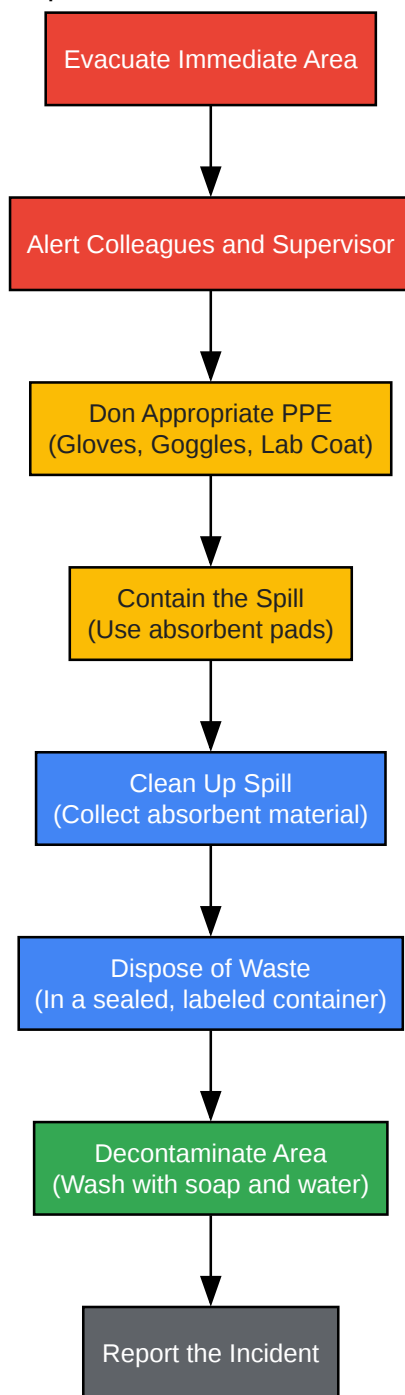 Evacuate Immediate Area
Alert Colleagues and Supervisor
Don Appropriate PPE
(Gloves, Goggles, Lab Coat)
Contain the Spill
(Use absorbent pads)
Clean Up Spill
(Collect absorbent material)
Dispose of Waste
(In a sealed, labeled container)
Decontaminate Area
(Wash with soap and water)
Report the Incident